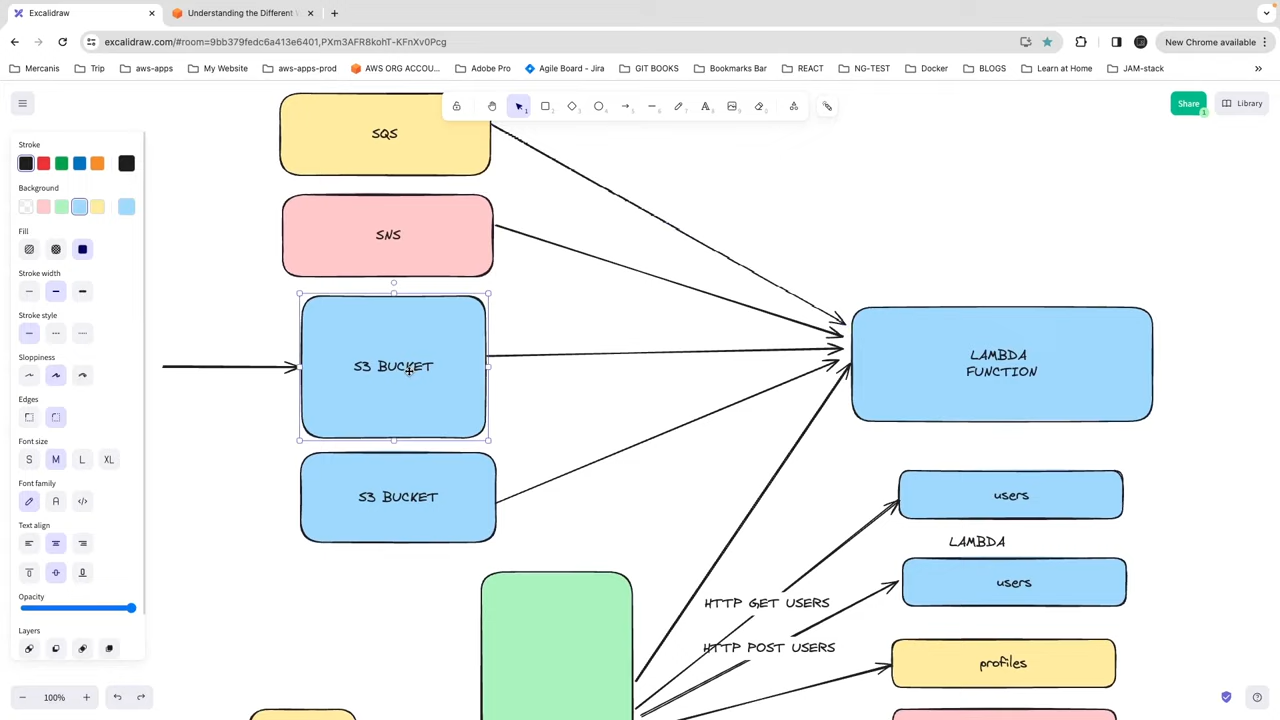 Excalidraw
Understanding the Different
excalidraw.com/#room=9bb379fedc6a413e6401,PXm3AFR8kohT-KFnXv0Pcg
New Chrome available
Mercanis
Trip
aws-apps
My Website
aws-apps-prod
AWS ORG ACCOU...
Adobe Pro
Agile Board - Jira
GIT BOOKS
Bookmarks Bar
REACT
NG-TEST
Docker
BLOGS
Learn at Home
JAM-stack
Share
1
Library
Stroke
Background
Fill
Stroke width
Stroke style
Sloppiness
Edges
Font size
S M L XL
Font family
A </>
Text align
Opacity
Layers
100%
SQS
SNS
S3 BUCKET
S3 BUCKET
LAMBDA
FUNCTION
users
LAMBDA
users
HTTP GET USERS
HTTP POST USERS
profiles